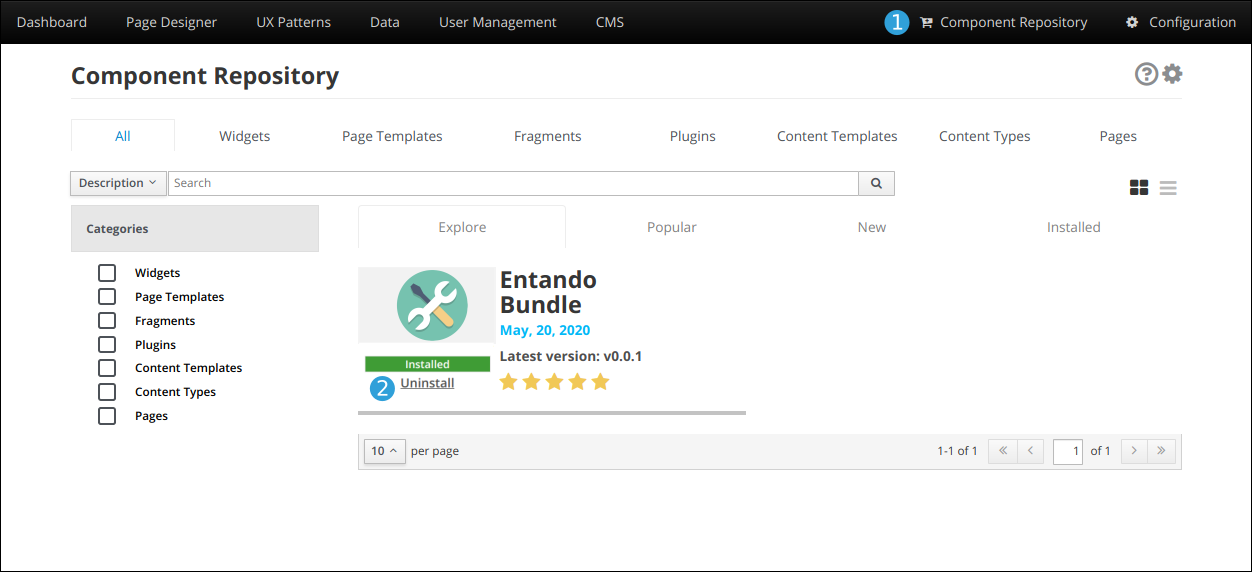 Dashboard Page Designer UX Patterns Data User Management CMS 1 Component Repository Configuration
Component Repository
All Widgets Page Templates Fragments Plugins Content Templates Content Types Pages
Description Search
Categories
Widgets
Page Templates
Fragments
Plugins
Content Templates
Content Types
Pages
Explore Popular New Installed
Entando
Bundle
May, 20, 2020
Latest version: v0.0.1
Installed
2 Uninstall
10 per page 1-1 of 1 1 of 1